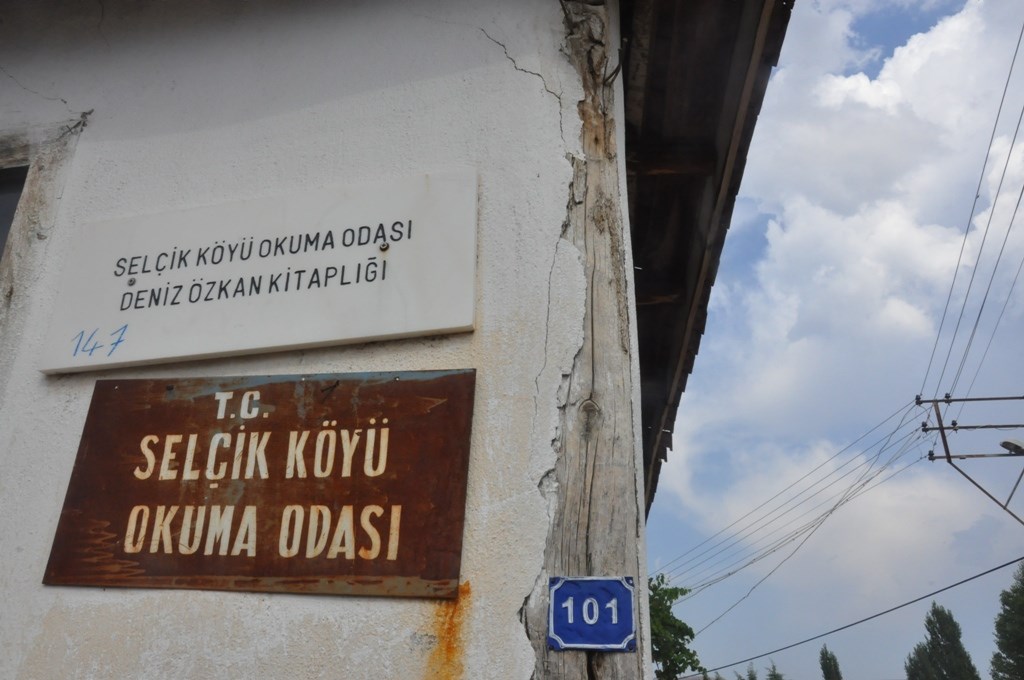 SELÇİK KÖYÜ OKUMA ODASI
DENİZ ÖZKAN KİTAPLIĞI
147
T.C.
SELÇİK KÖYÜ
OKUMA ODASI
101